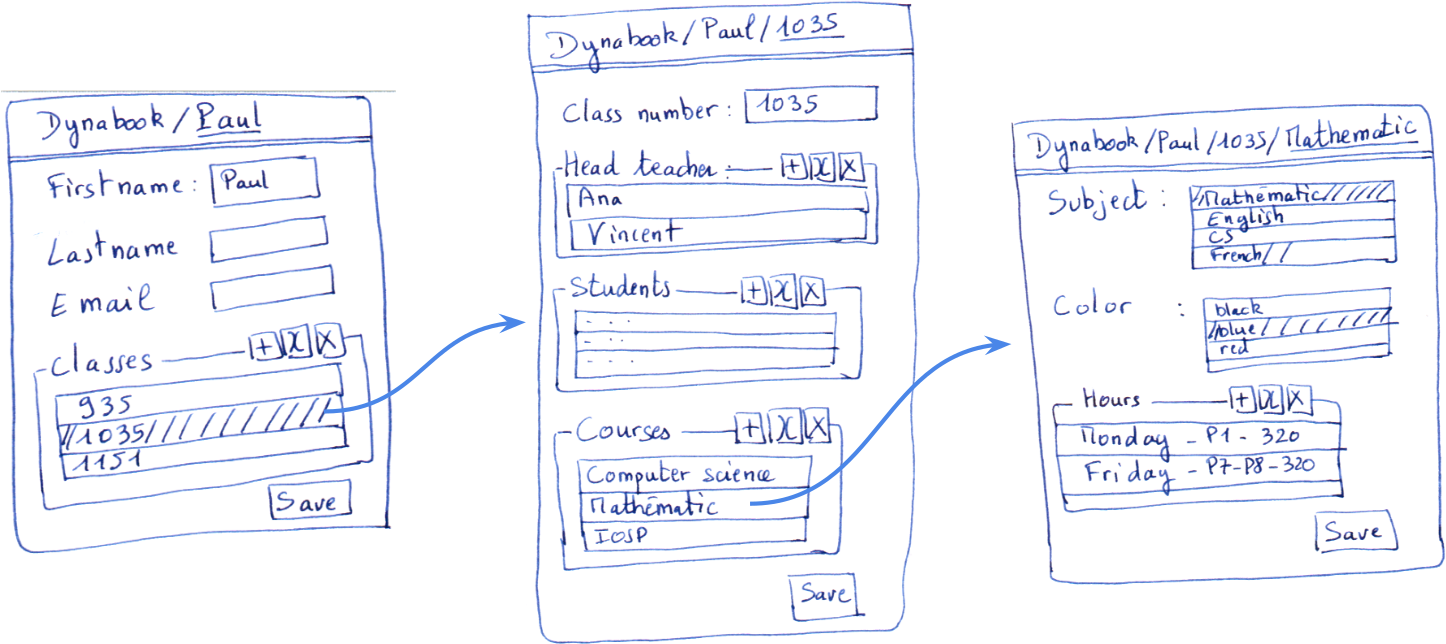 Dynabook/Paul
Firstname: Paul
Lastname
Email
Classes + x X
935
1035
1151
Save
Dynabook/Paul/1035
Class number: 1035
Head teacher: + x X
Ana
Vincent
Students + x X
- . .
- . .
- . .
Courses + x X
Computer science
Mathematic
IOSP
Save
Dynabook/Paul/1035/Mathematic
Subject : Mathematic
English
CS
French
Color : black
blue
red
Hours + x X
Monday - P1 - 320
Friday - P7-P8-320
Save